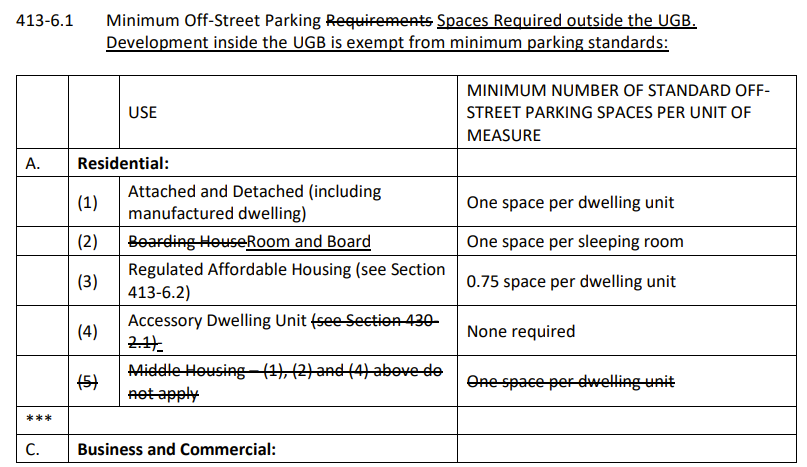 413-6.1 Minimum Off-Street Parking Requirements Spaces Required outside the UGB.
Development inside the UGB is exempt from minimum parking standards:
USE
MINIMUM NUMBER OF STANDARD OFF-
STREET PARKING SPACES PER UNIT OF
MEASURE
A. Residential:
(1) Attached and Detached (including
manufactured dwelling)
One space per dwelling unit
(2) Boarding HouseRoom and Board
One space per sleeping room
(3) Regulated Affordable Housing (see Section
413-6.2)
0.75 space per dwelling unit
(4) Accessory Dwelling Unit (see Section 430-
2.1).
None required
(5) Middle Housing – (1), (2) and (4) above do
not apply
One space per dwelling unit
***
C. Business and Commercial: